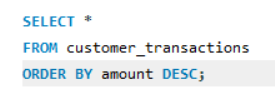 SELECT *
FROM customer_transactions
ORDER BY amount DESC;